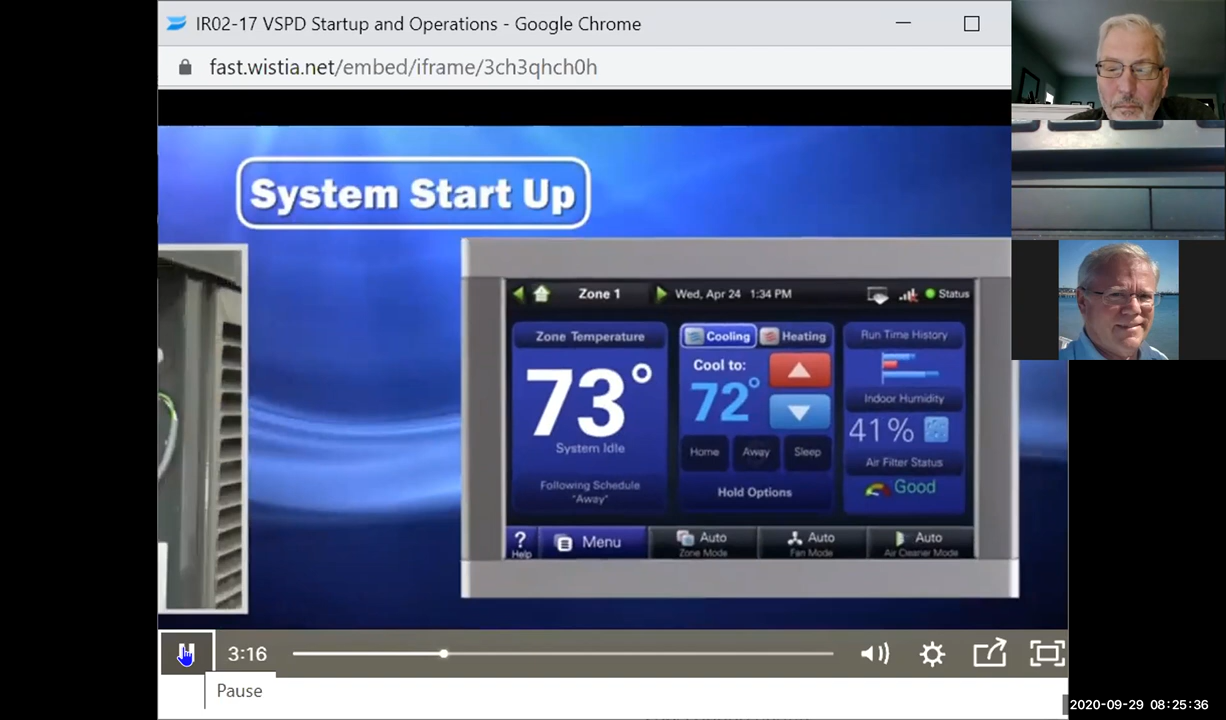 IR02-17 VSPD Startup and Operations - Google Chrome
fast.wistia.net/embed/iframe/3ch3qhch0h
System Start Up
Zone 1
Wed, Apr 24 1:34 PM
Status
Zone Temperature
73°
System Idle
Following Schedule
"Away"
Cooling
Heating
Cool to:
72°
Home
Away
Sleep
Hold Options
Run Time History
Indoor Humidity
41%
Air Filter Status
Good
?
Help
Menu
Auto
Zone Mode
Auto
Fan Mode
Auto
Air Cleaner Mode
3:16
Pause
2020-09-29 08:25:36